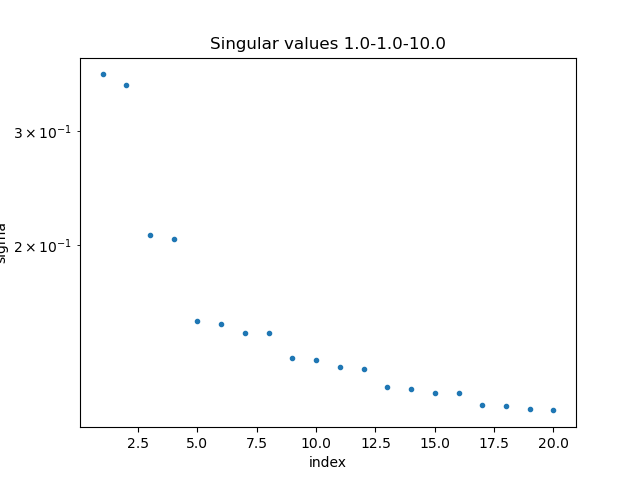 Singular values 1.0-1.0-10.0
3 × 10⁻¹
2 × 10⁻¹
sigma
2.5 5.0 7.5 10.0 12.5 15.0 17.5 20.0
index